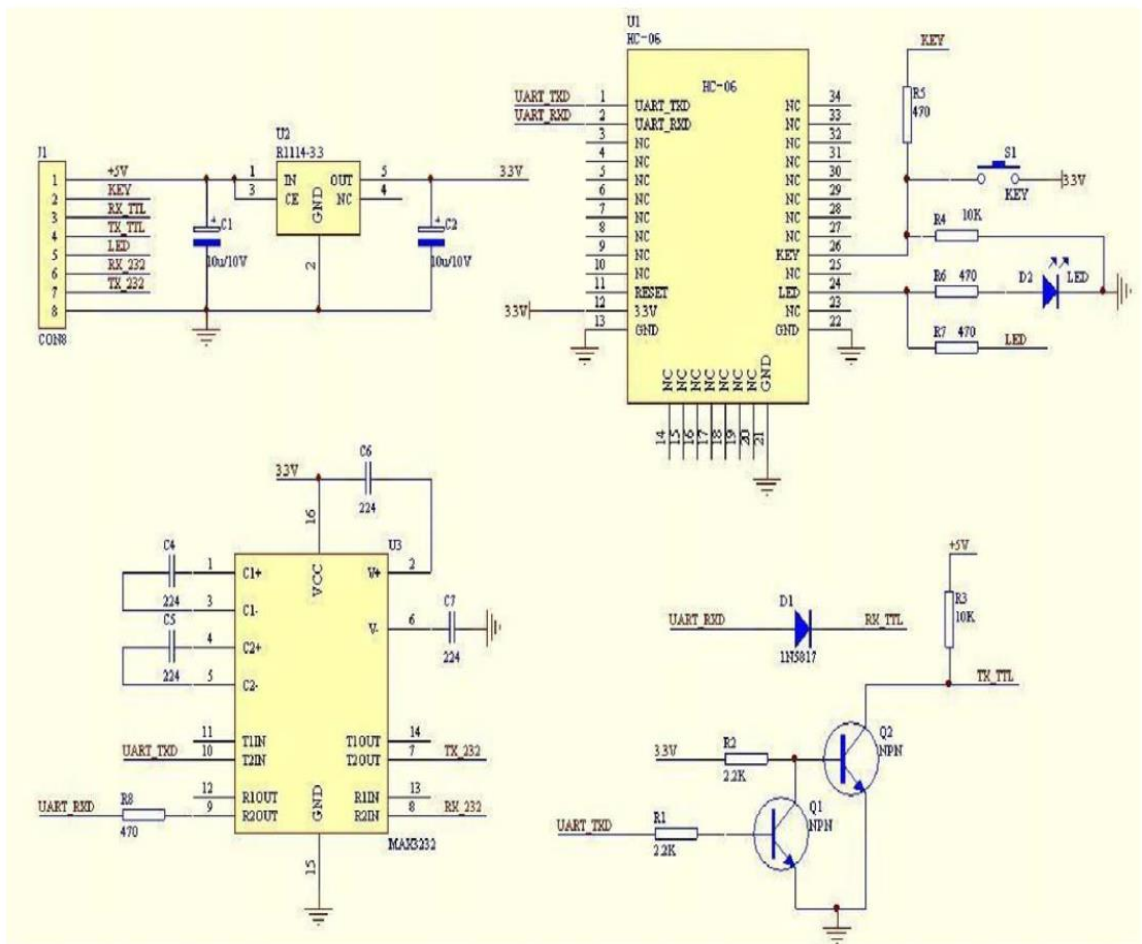 J1
1
+5V
2
KEY
3
RX_TTL
4
TX_TTL
5
LED
6
RX_232
7
TX_232
8
CON8
U2
R1114-3.3
1
IN
OUT
5
3.3V
3
CE
NC
4
GND
2
+
C1
10u/10V
+
C2
10u/10V
U1
HC-06
HC-06
UART_TXD
1
UART_TXD
NC
34
UART_RXD
2
UART_RXD
NC
33
3
NC
NC
32
4
NC
NC
31
5
NC
NC
30
6
NC
NC
29
7
NC
NC
28
8
NC
NC
27
9
NC
KEY
26
10
NC
NC
25
11
RESET
LED
24
3.3V
12
3.3V
NC
23
13
GND
GND
22
NC
NC
NC
NC
NC
NC
NC
GND
14
15
16
17
18
19
20
21
KEY
R5
470
S1
KEY
3.3V
R4
10K
R6
470
D2
LED
R7
470
LED
3.3V
C6
224
16
U3
C4
224
1
C1+
VCC
V+
2
3
C1-
C5
224
4
C2+
V-
6
C7
224
5
C2-
11
T1IN
T1OUT
14
UART_TXD
10
T2IN
T2OUT
7
TX_232
12
R1OUT
R1IN
13
UART_RXD
R8
470
9
R2OUT
R2IN
8
RX_232
GND
MAX3232
15
+5V
R3
10K
UART_RXD
D1
1N5817
RX_TTL
TX_TTL
3.3V
R2
2.2K
Q2
NPN
UART_TXD
R1
2.2K
Q1
NPN